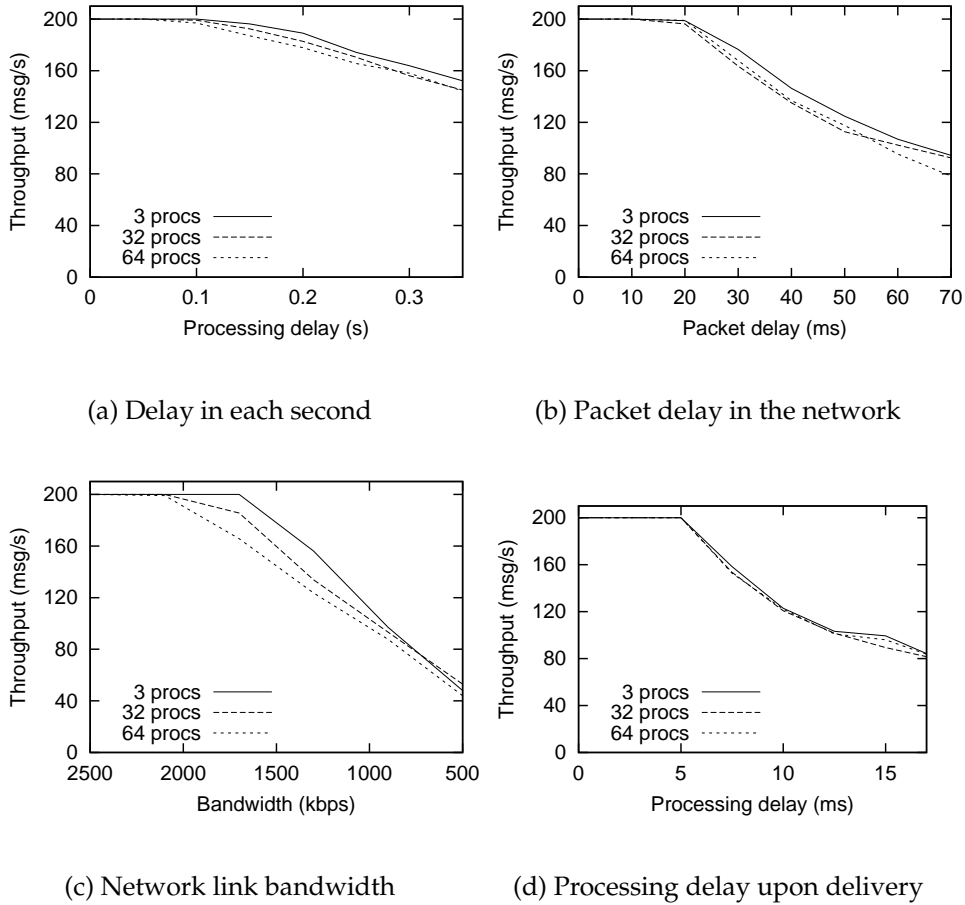 200
160
120
80
40
0
Throughput (msg/s)
3 procs
32 procs
64 procs
0 0.1 0.2 0.3
Processing delay (s)
(a) Delay in each second
200
160
120
80
40
0
Throughput (msg/s)
3 procs
32 procs
64 procs
0 10 20 30 40 50 60 70
Packet delay (ms)
(b) Packet delay in the network
200
160
120
80
40
0
Throughput (msg/s)
3 procs
32 procs
64 procs
2500 2000 1500 1000 500
Bandwidth (kbps)
(c) Network link bandwidth
200
160
120
80
40
0
Throughput (msg/s)
3 procs
32 procs
64 procs
0 5 10 15
Processing delay (ms)
(d) Processing delay upon delivery